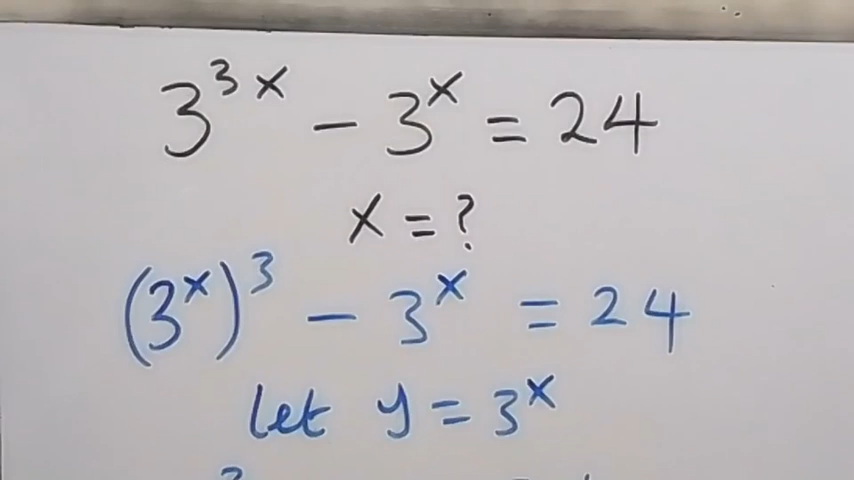 3^{3x} - 3^x = 24
x = ?
(3^x)^3 - 3^x = 24
let y = 3^x